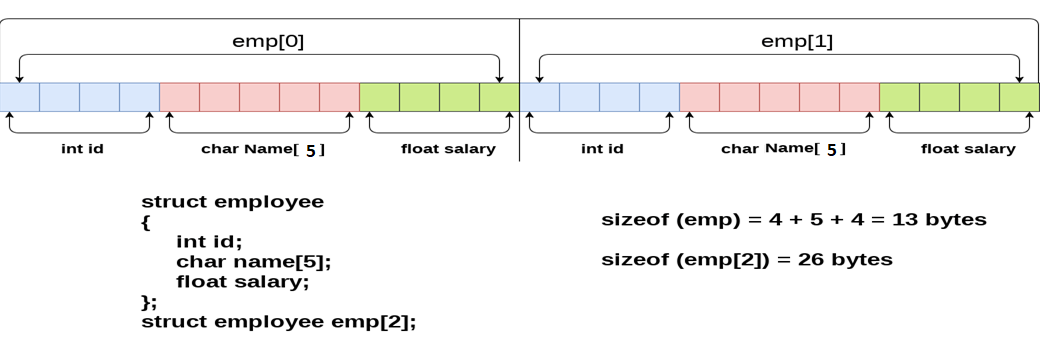 emp[0] emp[1]
int id char Name[ 5 ] float salary int id char Name[ 5 ] float salary
struct employee
{
int id;
char name[5];
float salary;
};
struct employee emp[2];
sizeof (emp) = 4 + 5 + 4 = 13 bytes
sizeof (emp[2]) = 26 bytes